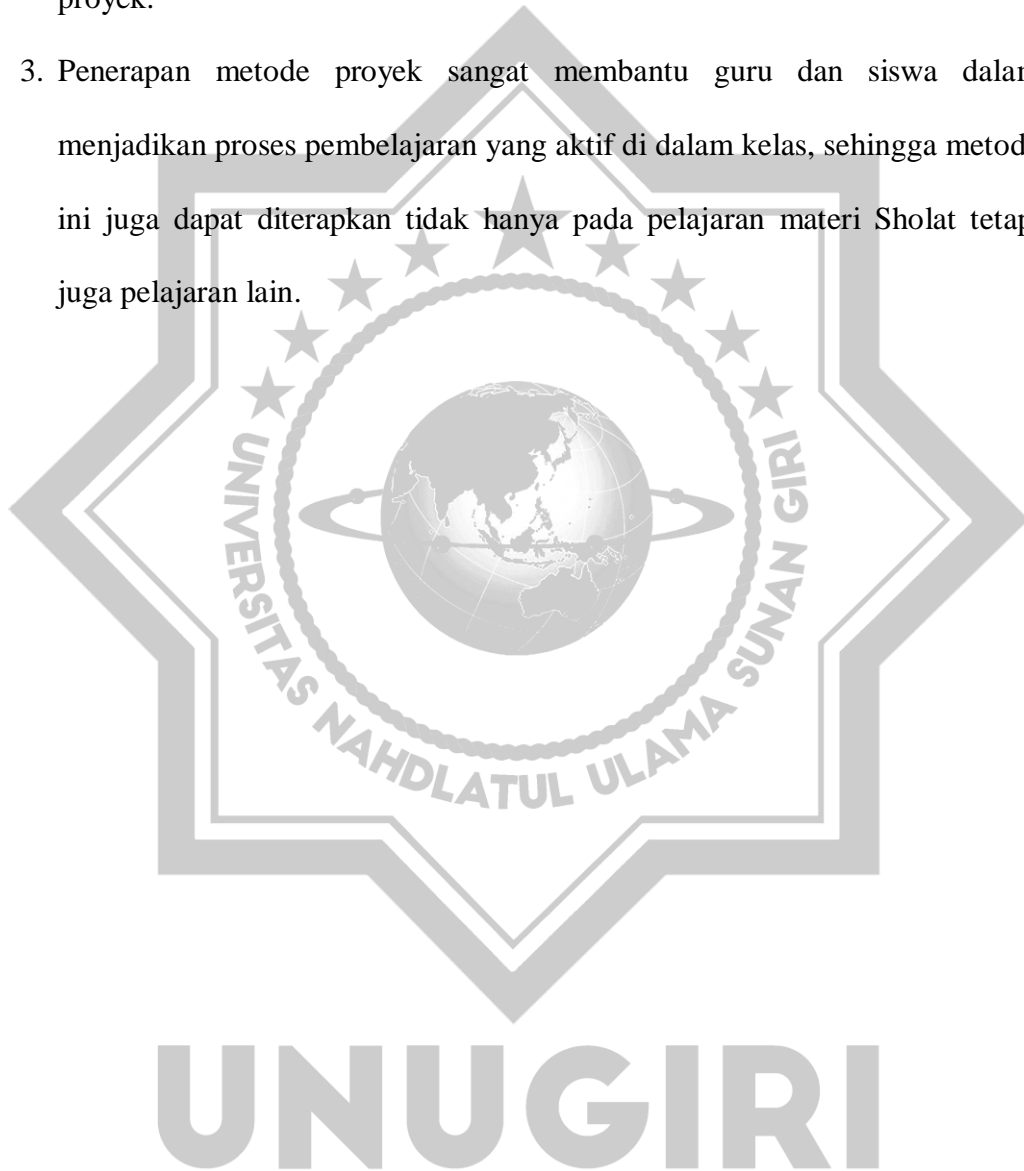 proyek.
3. Penerapan metode proyek sangat membantu guru dan siswa dalam
menjadikan proses pembelajaran yang aktif di dalam kelas, sehingga metod
ini juga dapat diterapkan tidak hanya pada pelajaran materi Sholat tetap
juga pelajaran lain.
UNIVERSITAS NAHDLATUL ULAMA SUNAN GIRI
UNUGIRI